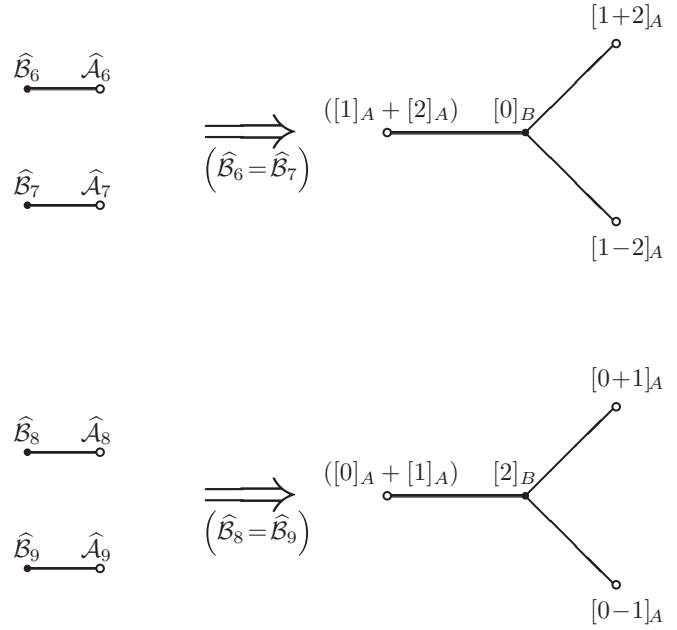 [1+2]_A
\widehat{\mathcal{B}}_6 \widehat{\mathcal{A}}_6
([1]_A + [2]_A) [0]_B
(\widehat{\mathcal{B}}_6 = \widehat{\mathcal{B}}_7)
\widehat{\mathcal{B}}_7 \widehat{\mathcal{A}}_7
[1−2]_A
[0+1]_A
\widehat{\mathcal{B}}_8 \widehat{\mathcal{A}}_8
([0]_A + [1]_A) [2]_B
(\widehat{\mathcal{B}}_8 = \widehat{\mathcal{B}}_9)
\widehat{\mathcal{B}}_9 \widehat{\mathcal{A}}_9
[0−1]_A